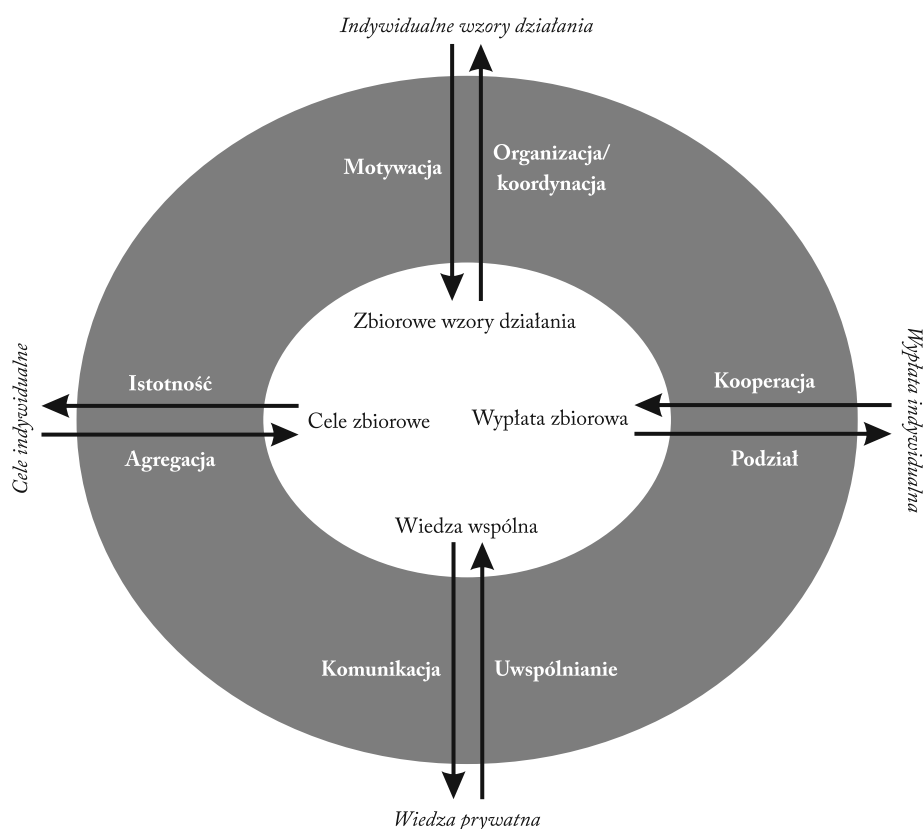 Indywidualne wzory działania
Motywacja
Organizacja/
koordynacja
Zbiorowe wzory działania
Cele indywidualne
Istotność
Agregacja
Cele zbiorowe
Wypłata zbiorowa
Kooperacja
Podział
Wypłata indywidualna
Wiedza wspólna
Komunikacja
Uwspólnianie
Wiedza prywatna